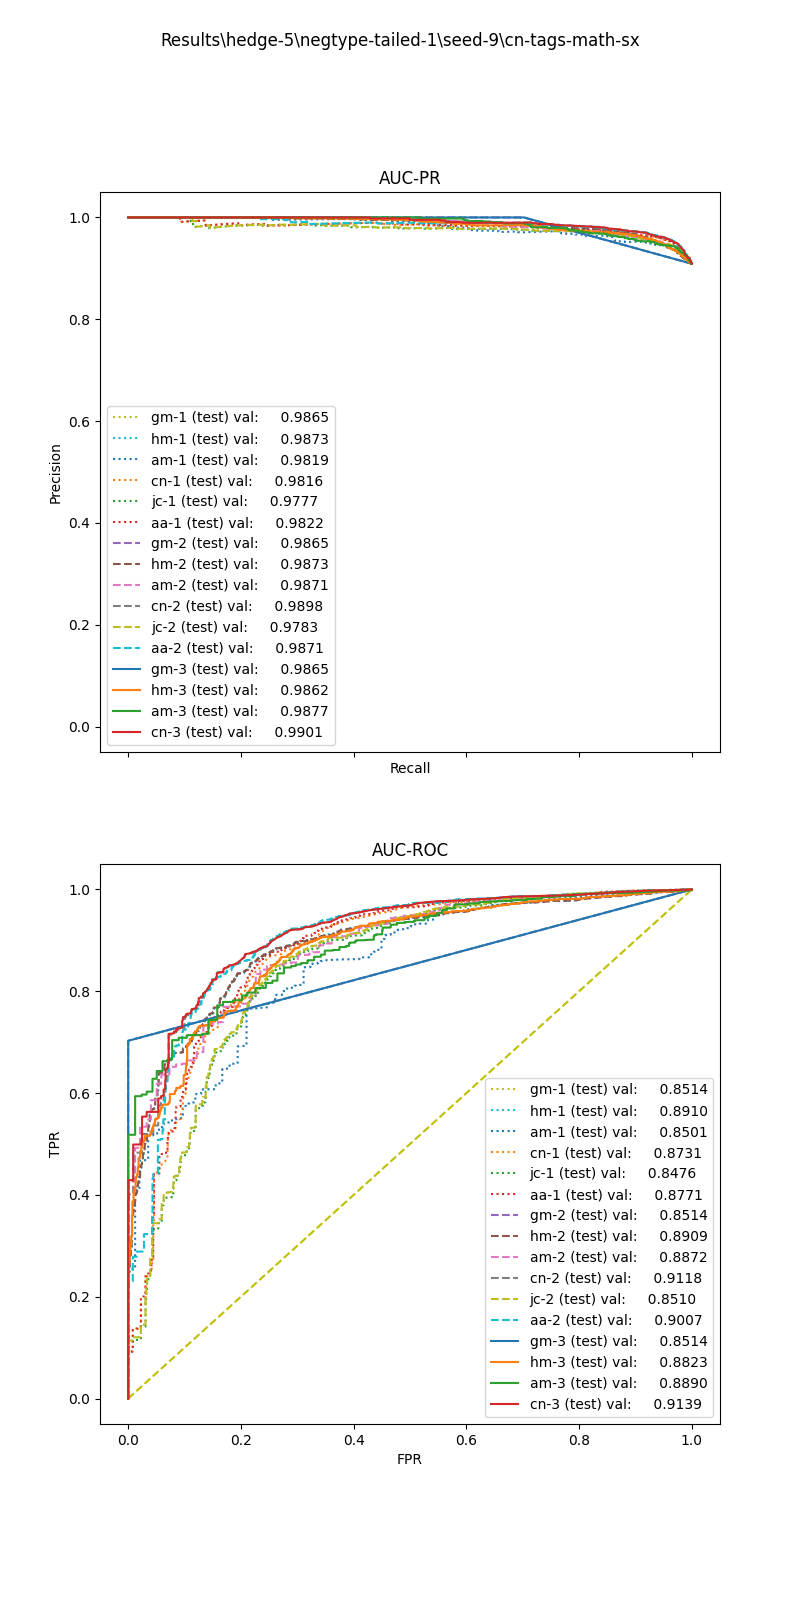 Results\hedge-5\negtype-tailed-1\seed-9\cn-tags-math-sx
AUC-PR
1.0
0.8
0.6
0.4
0.2
0.0
Precision
gm-1 (test) val: 0.9865
hm-1 (test) val: 0.9873
am-1 (test) val: 0.9819
cn-1 (test) val: 0.9816
jc-1 (test) val: 0.9777
aa-1 (test) val: 0.9822
gm-2 (test) val: 0.9865
hm-2 (test) val: 0.9873
am-2 (test) val: 0.9871
cn-2 (test) val: 0.9898
jc-2 (test) val: 0.9783
aa-2 (test) val: 0.9871
gm-3 (test) val: 0.9865
hm-3 (test) val: 0.9862
am-3 (test) val: 0.9877
cn-3 (test) val: 0.9901
Recall
AUC-ROC
1.0
0.8
0.6
0.4
0.2
0.0
TPR
gm-1 (test) val: 0.8514
hm-1 (test) val: 0.8910
am-1 (test) val: 0.8501
cn-1 (test) val: 0.8731
jc-1 (test) val: 0.8476
aa-1 (test) val: 0.8771
gm-2 (test) val: 0.8514
hm-2 (test) val: 0.8909
am-2 (test) val: 0.8872
cn-2 (test) val: 0.9118
jc-2 (test) val: 0.8510
aa-2 (test) val: 0.9007
gm-3 (test) val: 0.8514
hm-3 (test) val: 0.8823
am-3 (test) val: 0.8890
cn-3 (test) val: 0.9139
0.0 0.2 0.4 0.6 0.8 1.0
FPR